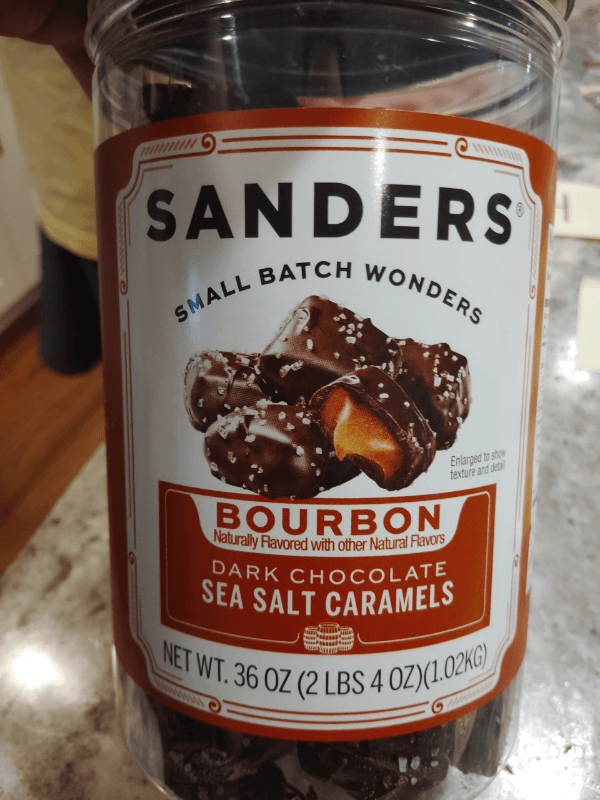 SANDERS®
SMALL BATCH WONDERS
Enlarged to show
texture and detail
BOURBON
Naturally Flavored with other Natural Flavors
DARK CHOCOLATE
SEA SALT CARAMELS
NET WT. 36 OZ (2 LBS 4 OZ)(1.02KG)